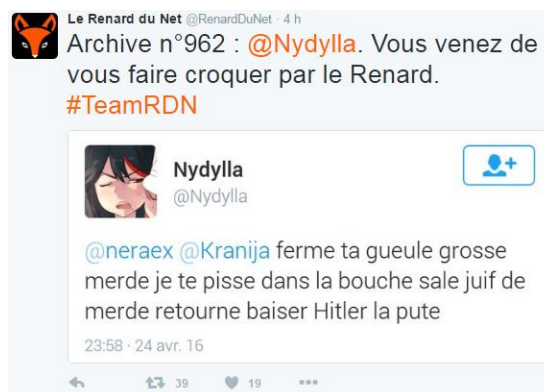 Le Renard du Net @RenardDuNet · 4 h
Archive n°962 : @Nydylla. Vous venez de
vous faire croquer par le Renard.
#TeamRDN
Nydylla
@Nydylla
@neraex @Kranija ferme ta gueule grosse
merde je te pisse dans la bouche sale juif de
merde retourne baiser Hitler la pute
23:58 · 24 avr. 16
39 19